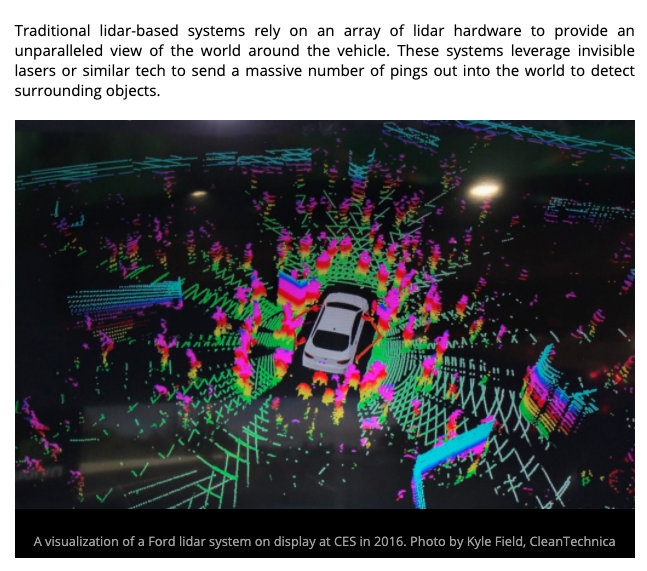 Traditional lidar-based systems rely on an array of lidar hardware to provide an
unparalleled view of the world around the vehicle. These systems leverage invisible
lasers or similar tech to send a massive number of pings out into the world to detect
surrounding objects.
A visualization of a Ford lidar system on display at CES in 2016. Photo by Kyle Field, CleanTechnica